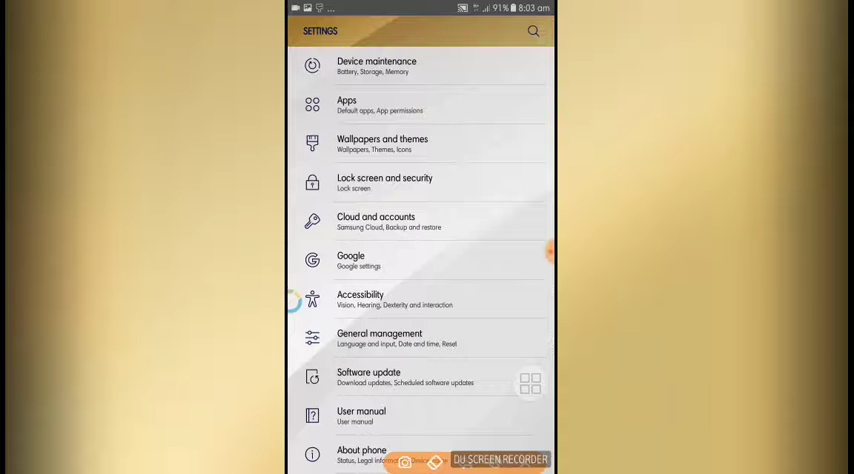 ... 91% 8:03 am
SETTINGS
Device maintenance
Battery, Storage, Memory
Apps
Default apps, App permissions
Wallpapers and themes
Wallpapers, Themes, Icons
Lock screen and security
Lock screen
Cloud and accounts
Samsung Cloud, Backup and restore
Google
Google settings
Accessibility
Vision, Hearing, Dexterity and interaction
General management
Language and input, Date and time, Reset
Software update
Download updates, Scheduled software updates
User manual
User manual
About phone
Status, Legal
DU SCREEN RECORDER